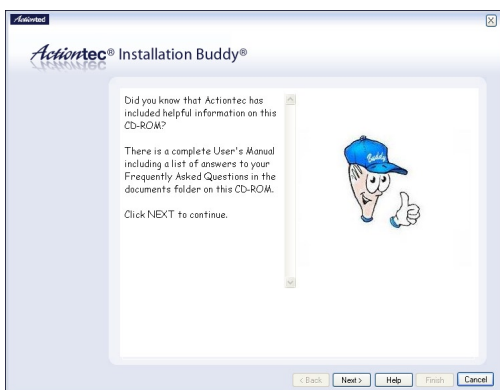 Actiontec
Actiontec® Installation Buddy®
Did you know that Actiontec has
included helpful information on this
CD-ROM?
There is a complete User's Manual
including a list of answers to your
Frequently Asked Questions in the
documents folder on this CD-ROM.
Click NEXT to continue.
Buddy
< Back Next > Help Finish Cancel